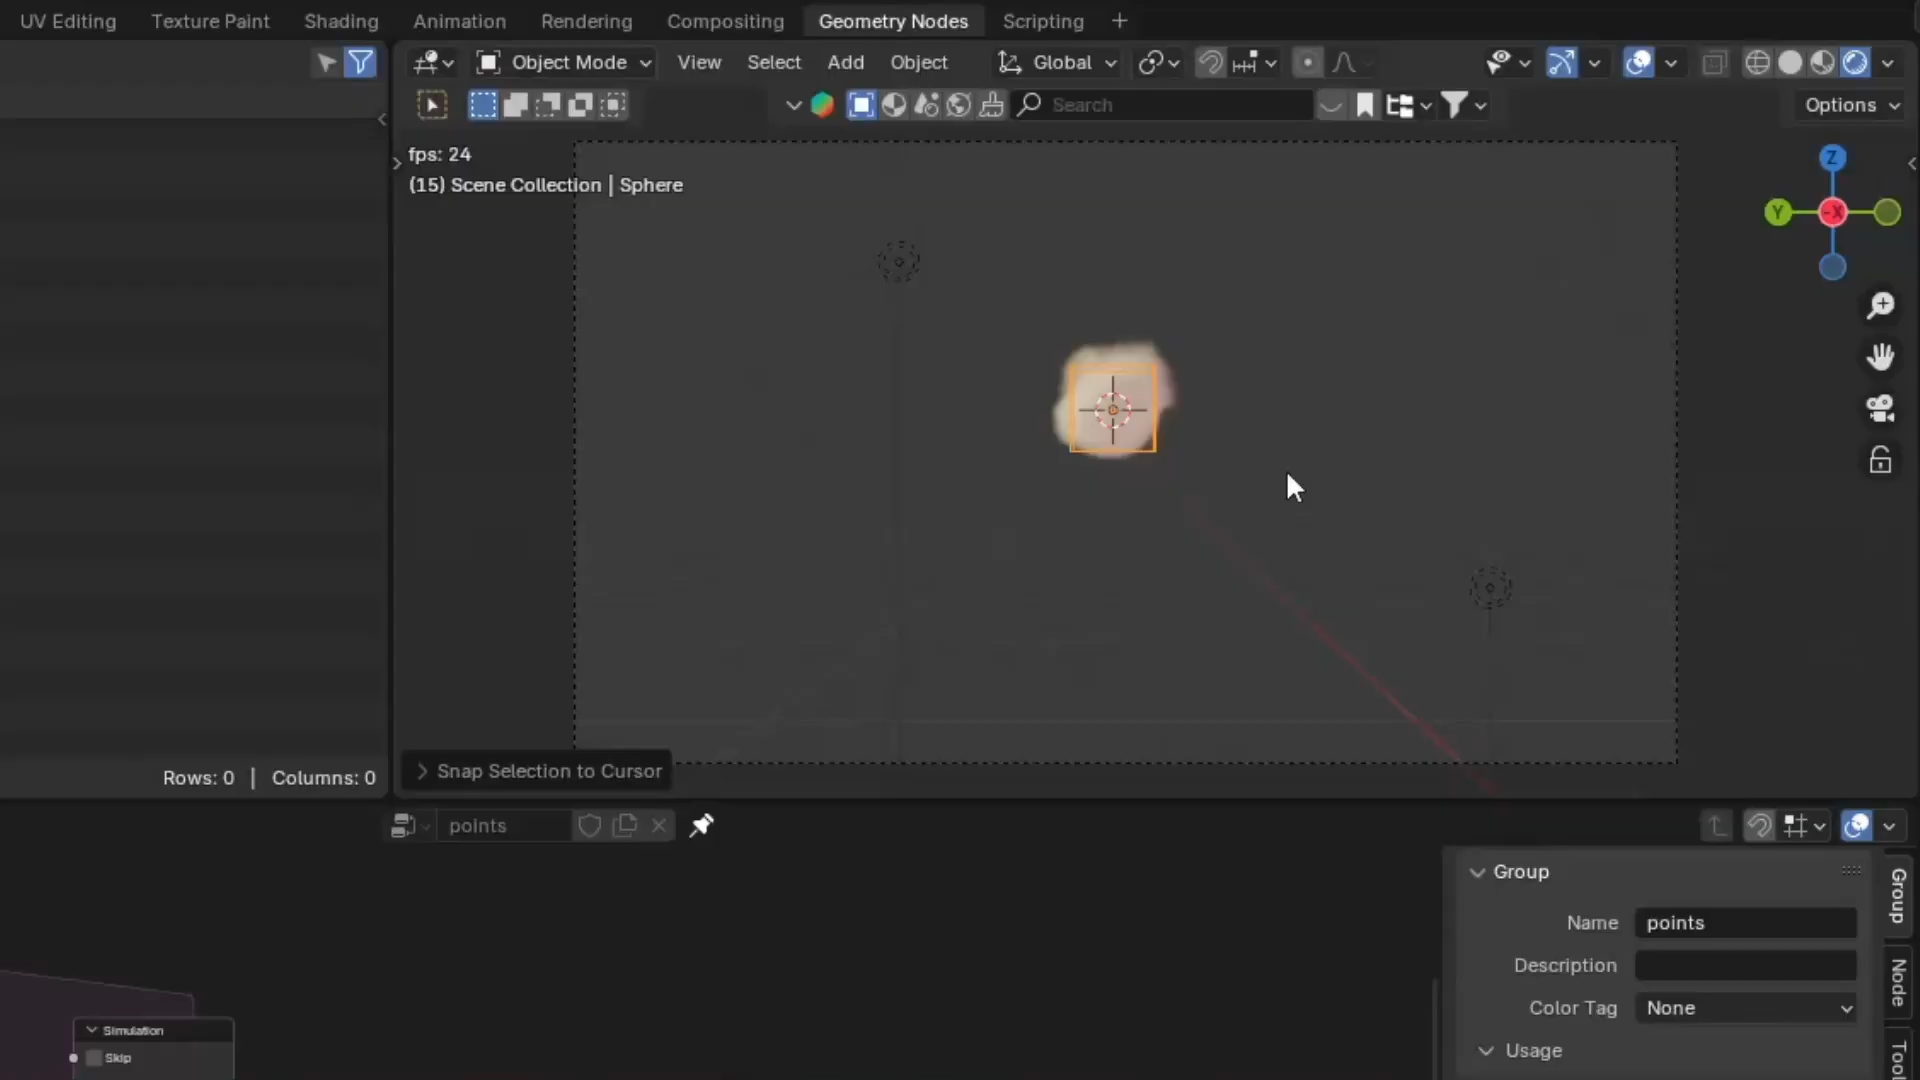 UV Editing Texture Paint Shading Animation Rendering Compositing Geometry Nodes Scripting +
Object Mode View Select Add Object Global
Search Options
fps: 24
(15) Scene Collection | Sphere
Z
Y -X
Rows: 0 | Columns: 0
Snap Selection to Cursor
points
Group
Name points
Description
Color Tag None
Usage
Group
Node
Tool
Simulation
Skip